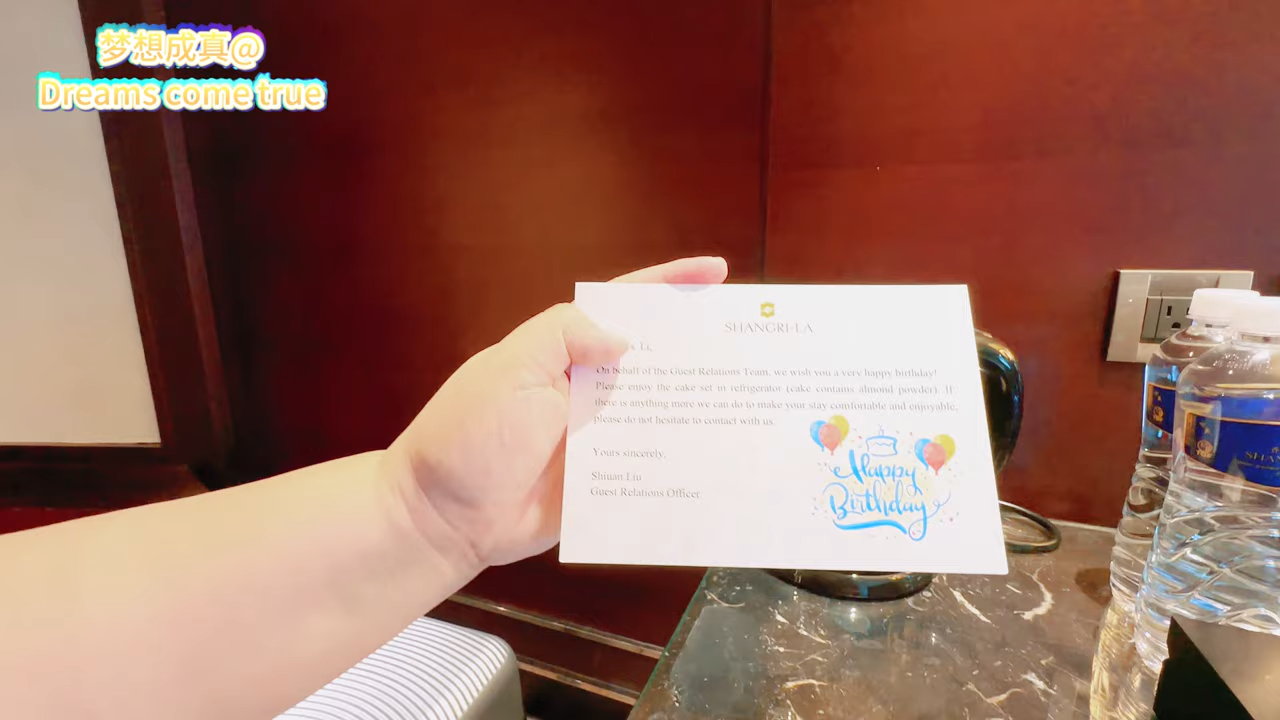 梦想成真@
Dreams come true
SHANGRI-LA
Li,
On behalf of the Guest Relations Team, we wish you a very happy birthday!
Please enjoy the cake set in refrigerator (cake contains almond powder). If
there is anything more we can do to make your stay comfortable and enjoyable,
please do not hesitate to contact with us.
Yours sincerely,
Shiuan Liu
Guest Relations Officer
Happy
Birthday